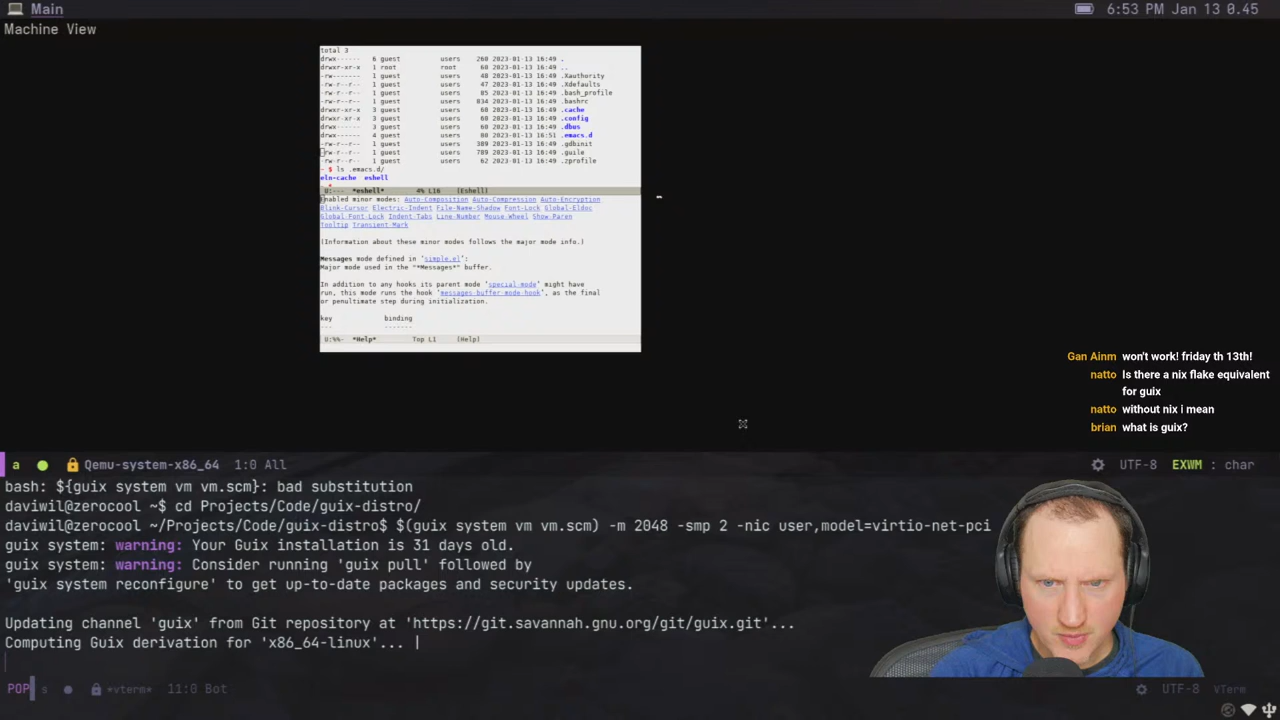 Main
6:53 PM Jan 13 0.45
Machine View
total 3
drwx------ 6 guest users 260 2023-01-13 16:49 .
drwxr-xr-x 1 root root 60 2023-01-13 16:49 ..
-rw------- 1 guest users 40 2023-01-13 16:49 .Xauthority
-rw-r--r-- 1 guest users 47 2023-01-13 16:49 .Xdefaults
-rw-r--r-- 1 guest users 85 2023-01-13 16:49 .bash_profile
-rw-r--r-- 1 guest users 834 2023-01-13 16:49 .bashrc
drwxr-xr-x 3 guest users 60 2023-01-13 16:49 .cache
drwxr-xr-x 3 guest users 60 2023-01-13 16:49 .config
drwx------ 3 guest users 60 2023-01-13 16:49 .dbus
drwx------ 4 guest users 80 2023-01-13 16:51 .emacs.d
-rw-r--r-- 1 guest users 389 2023-01-13 16:49 .gdbinit
-rw-r--r-- 1 guest users 789 2023-01-13 16:49 .guile
-rw-r--r-- 1 guest users 62 2023-01-13 16:49 .zprofile
~ $ ls .emacs.d/
eln-cache eshell
U:--- *eshell* 4% L16 (Eshell)
Enabled minor modes: Auto-Composition Auto-Compression Auto-Encryption
Blink-Cursor Electric-Indent File-Name-Shadow Font-Lock Global-Eldoc
Global-Font-Lock Indent-Tabs Line-Number Mouse-Wheel Show-Paren
Tooltip Transient-Mark
(Information about these minor modes follows the major mode info.)
Messages mode defined in ‘simple.el’:
Major mode used in the "*Messages*" buffer.
In addition to any hooks its parent mode ‘special-mode’ might have
run, this mode runs the hook ‘messages-buffer-mode-hook’, as the final
or penultimate step during initialization.
key binding
--- -------
U:%%- *Help* Top L1 (Help)
Gan Ainm won't work! friday th 13th!
natto Is there a nix flake equivalent
for guix
natto without nix i mean
brian what is guix?
a Qemu-system-x86_64 1:0 All
UTF-8 EXWM : char
bash: ${guix system vm vm.scm}: bad substitution
daviwil@zerocool ~$ cd Projects/Code/guix-distro/
daviwil@zerocool ~/Projects/Code/guix-distro$ $(guix system vm vm.scm) -m 2048 -smp 2 -nic user,model=virtio-net-pci
guix system: warning: Your Guix installation is 31 days old.
guix system: warning: Consider running 'guix pull' followed by
'guix system reconfigure' to get up-to-date packages and security updates.
Updating channel 'guix' from Git repository at 'https://git.savannah.gnu.org/git/guix.git'...
Computing Guix derivation for 'x86_64-linux'... |
POP s *vterm* 11:0 Bot
UTF-8 VTerm